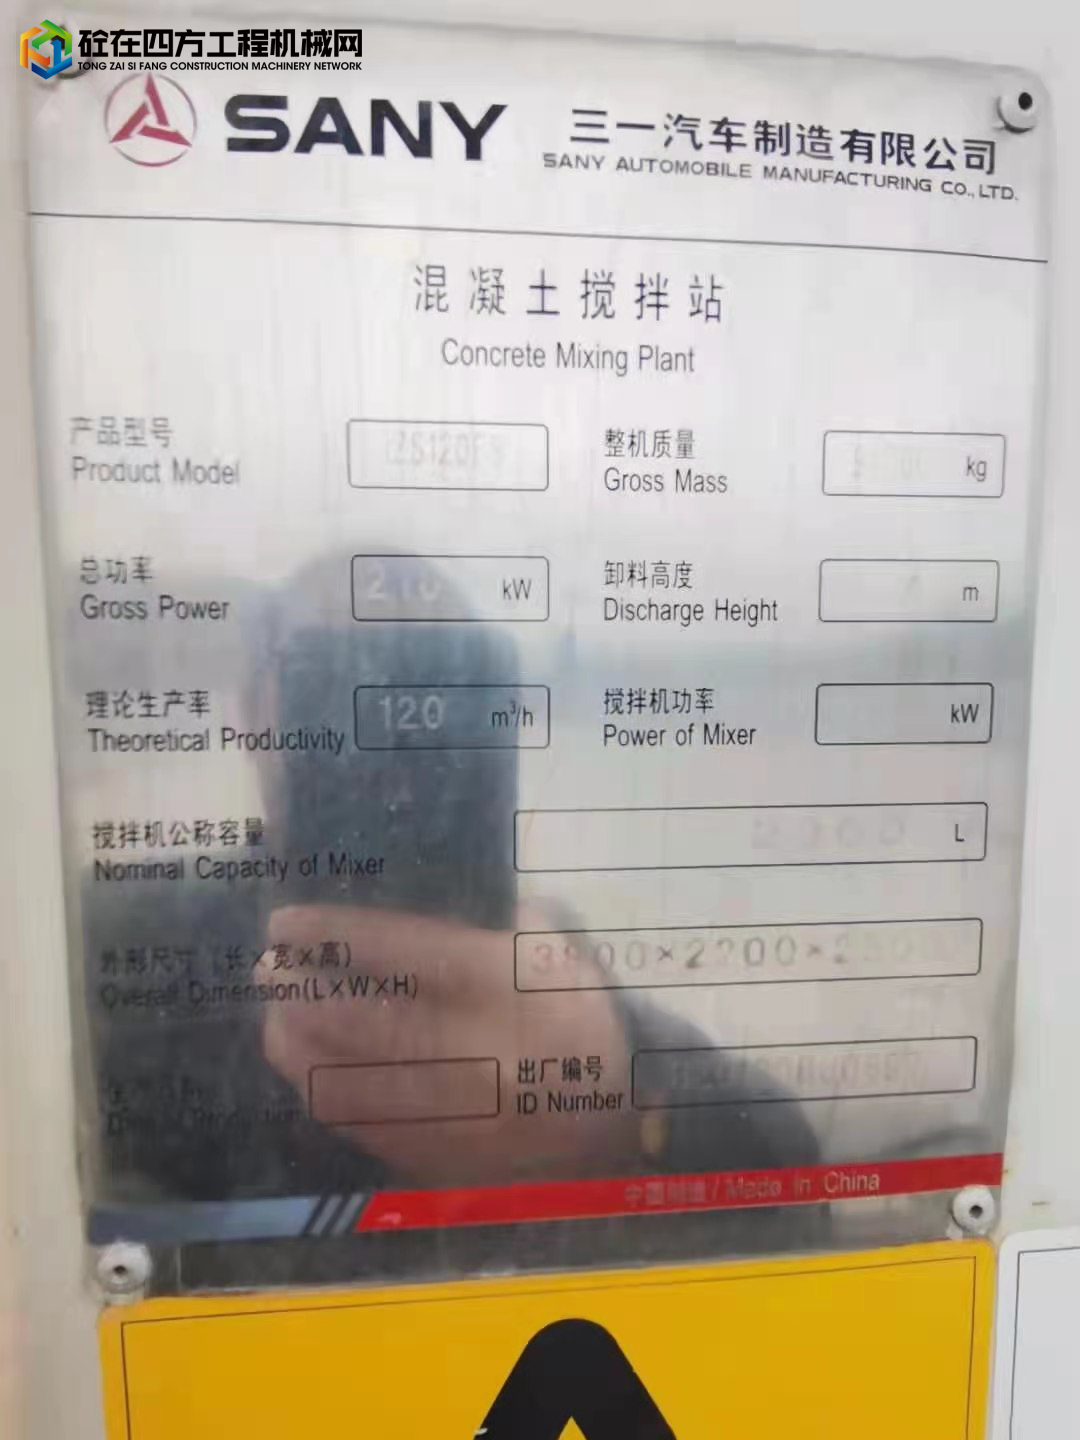 砼在四方工程机械网
TONG ZAI SI FANG CONSTRUCTION MACHINERY NETWORK
SANY 三一汽车制造有限公司
SANY AUTOMOBILE MANUFACTURING CO., LTD.
混凝土搅拌站
Concrete Mixing Plant
产品型号
Product Model
整机质量
Gross Mass
kg
总功率
Gross Power
kW
卸料高度
Discharge Height
m
理论生产率
Theoretical Productivity
120 m³/h
搅拌机功率
Power of Mixer
kW
搅拌机公称容量
Nominal Capacity of Mixer
L
外形尺寸(长×宽×高)
Overall Dimension(L×W×H)
出厂编号
ID Number
中国制造/Made in China